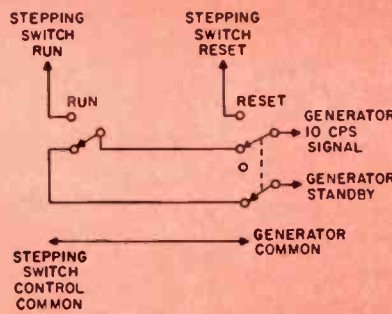 STEPPING
SWITCH
RUN
STEPPING
SWITCH
RESET
RUN
RESET
GENERATOR
10 CPS
SIGNAL
GENERATOR
STANDBY
GENERATOR
COMMON
STEPPING
SWITCH
CONTROL
COMMON